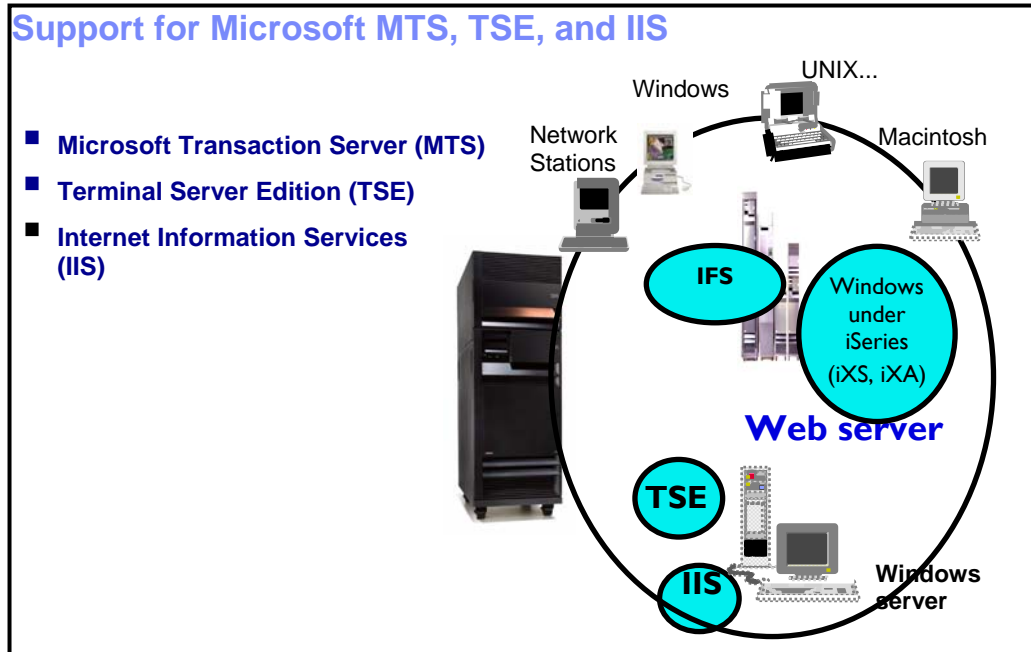 Support for Microsoft MTS, TSE, and IIS
Microsoft Transaction Server (MTS)
Terminal Server Edition (TSE)
Internet Information Services
(IIS)
UNIX...
Windows
Network
Stations
Macintosh
IFS
Windows
under
iSeries
(iXS, iXA)
Web server
TSE
IIS
Windows
server